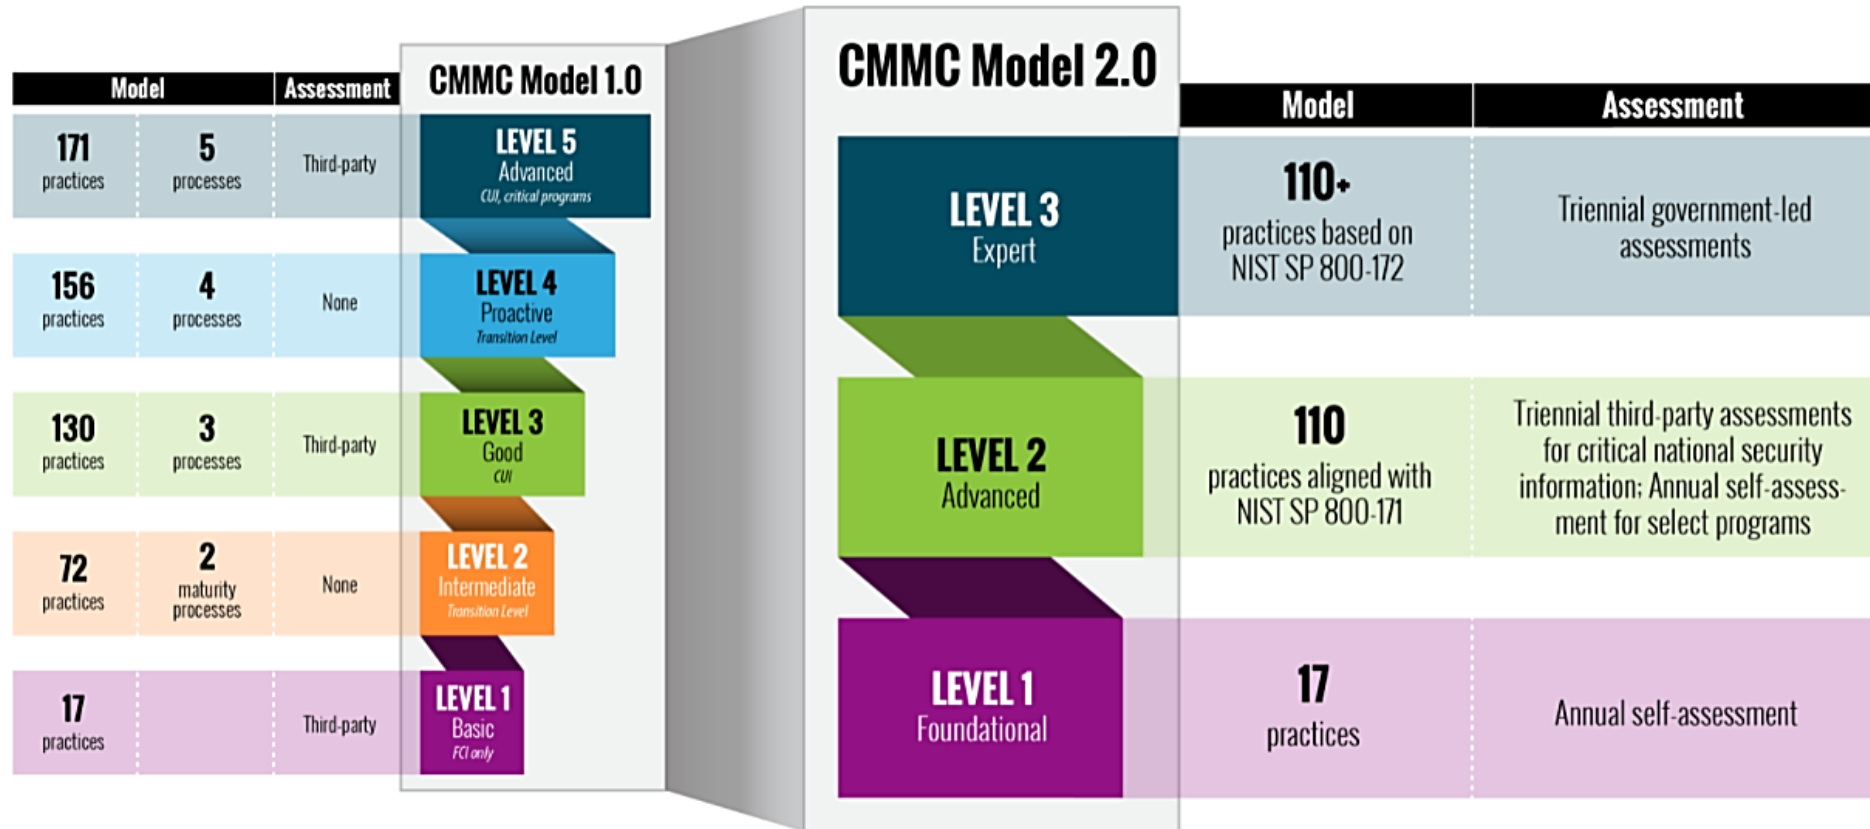 CMMC Model 1.0
Model
Assessment
171
practices
5
processes
Third-party
LEVEL 5
Advanced
CUI, critical programs
156
practices
4
processes
None
LEVEL 4
Proactive
Transition Level
130
practices
3
processes
Third-party
LEVEL 3
Good
CUI
72
practices
2
maturity
processes
None
LEVEL 2
Intermediate
Transition Level
17
practices
Third-party
LEVEL 1
Basic
FCI only
CMMC Model 2.0
Model
Assessment
LEVEL 3
Expert
110+
practices based on
NIST SP 800-172
Triennial government-led
assessments
LEVEL 2
Advanced
110
practices aligned with
NIST SP 800-171
Triennial third-party assessments
for critical national security
information; Annual self-assess-
ment for select programs
LEVEL 1
Foundational
17
practices
Annual self-assessment